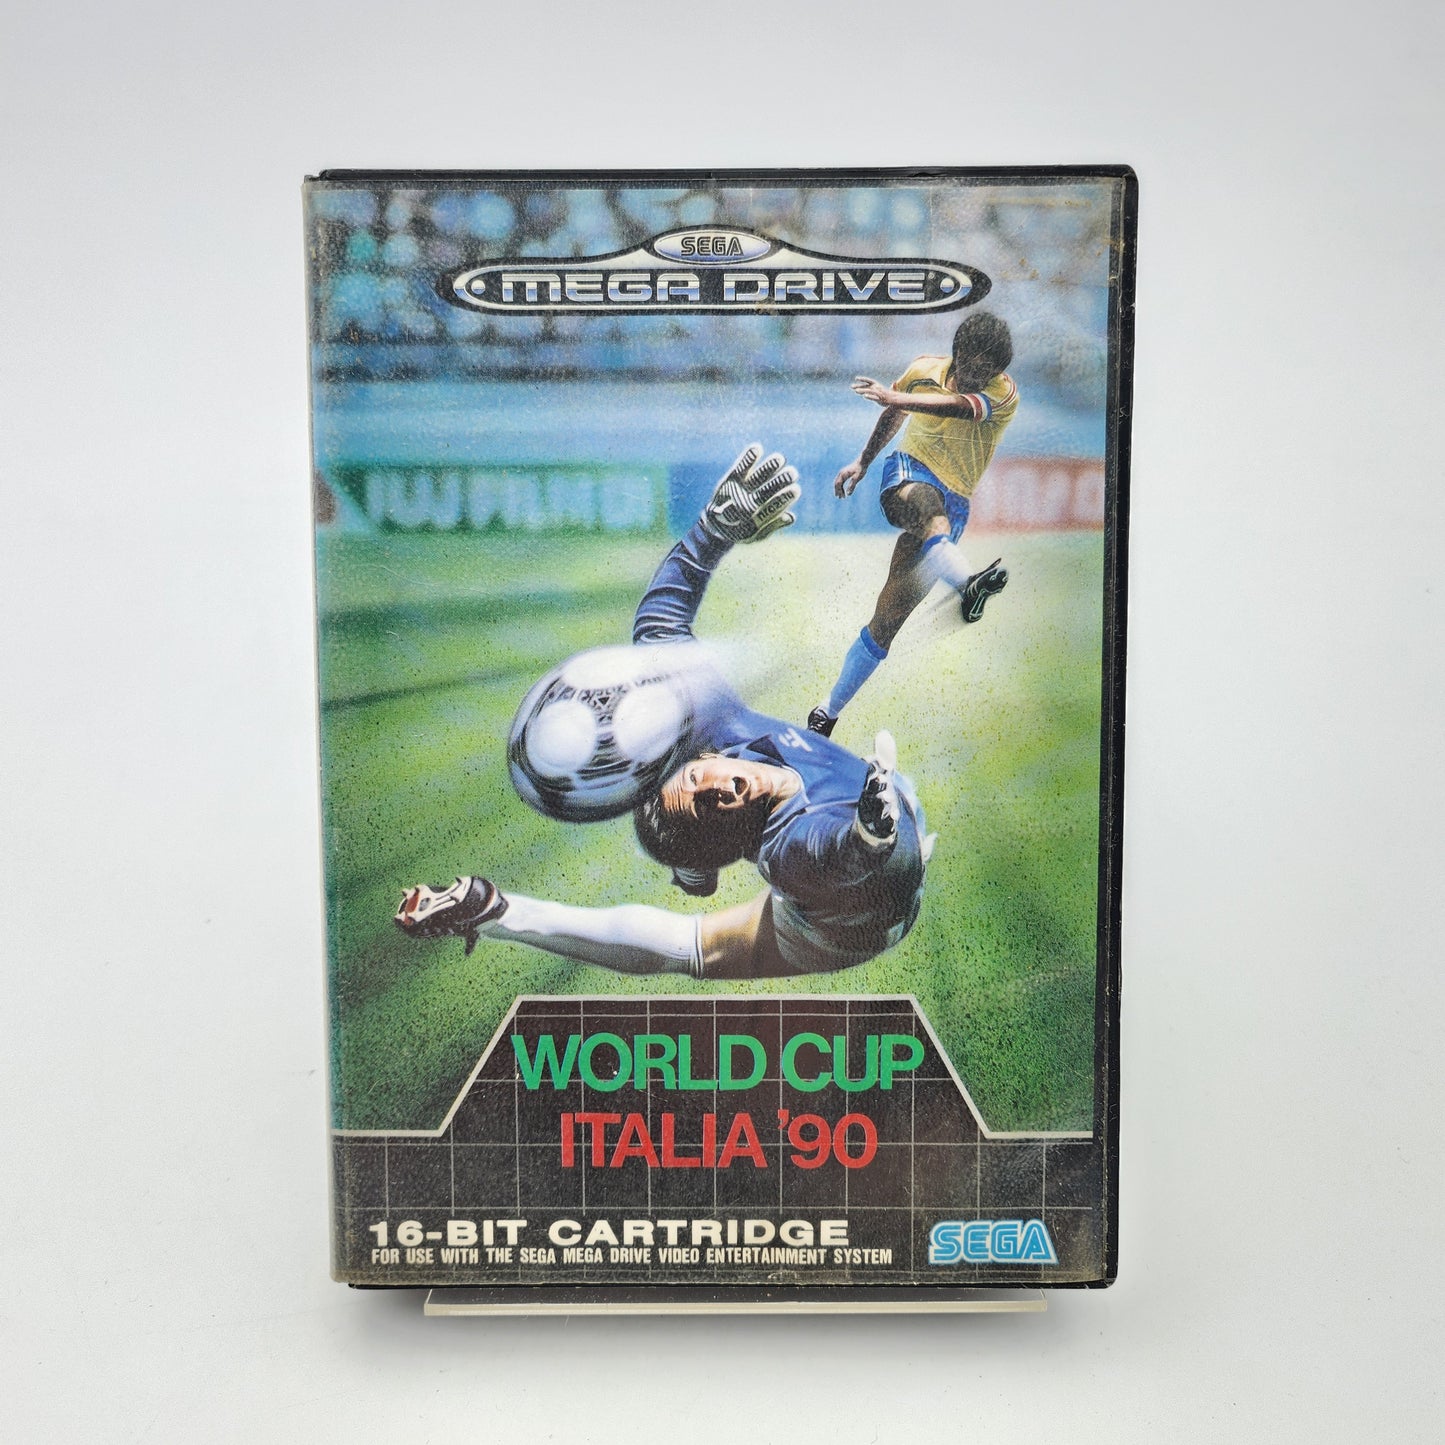 SEGA
MEGA DRIVE
WORLD CUP
ITALIA '90
16-BIT CARTRIDGE
FOR USE WITH THE SEGA MEGA DRIVE VIDEO ENTERTAINMENT SYSTEM
SEGA